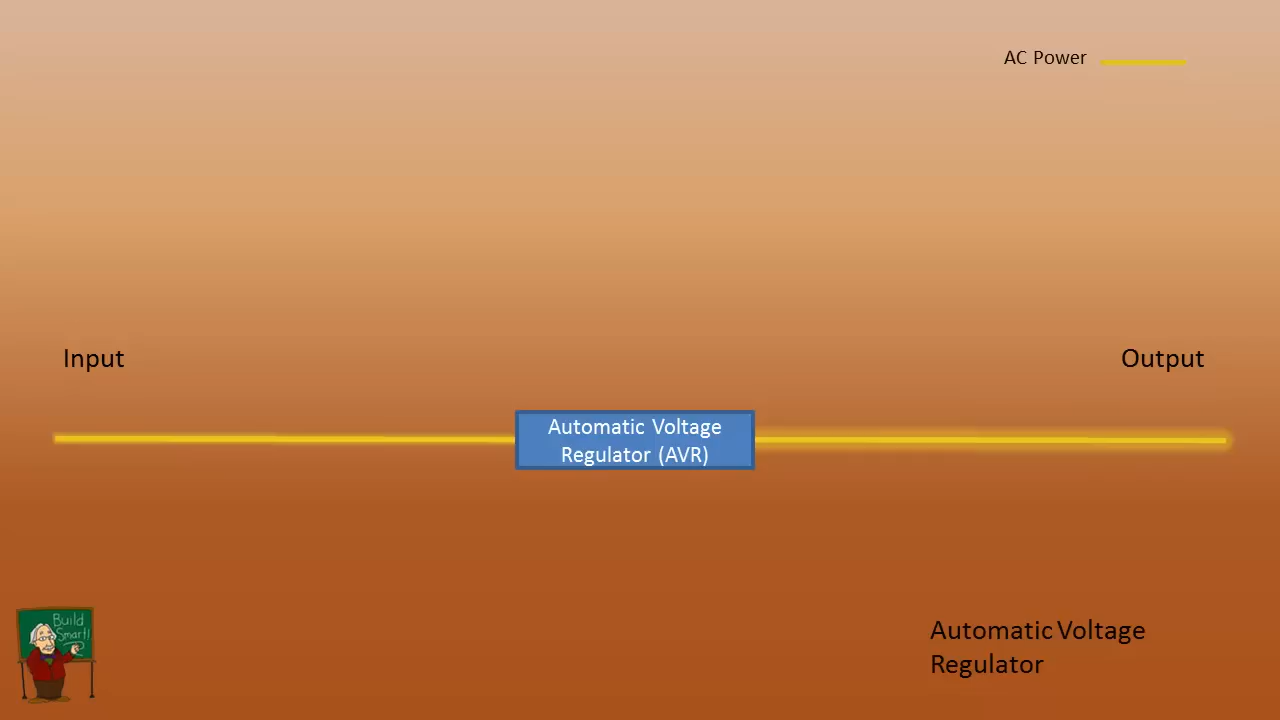 AC Power
Input
Output
Automatic Voltage
Regulator (AVR)
Build
Smart!
Automatic Voltage
Regulator